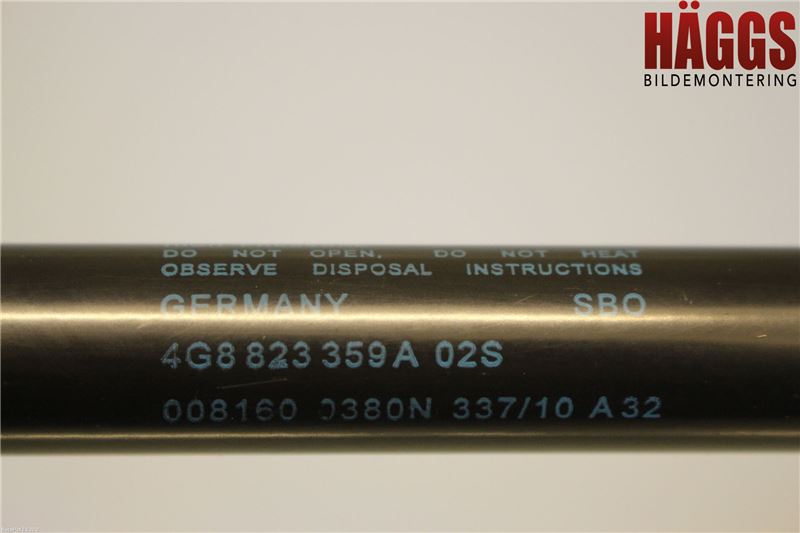 HÄGGS
BILDEMONTERING
DO NOT OPEN, DO NOT HEAT
OBSERVE DISPOSAL INSTRUCTIONS
GERMANY SBO
4G8 823 359 A 02S
008160 0380N 337/10 A 32